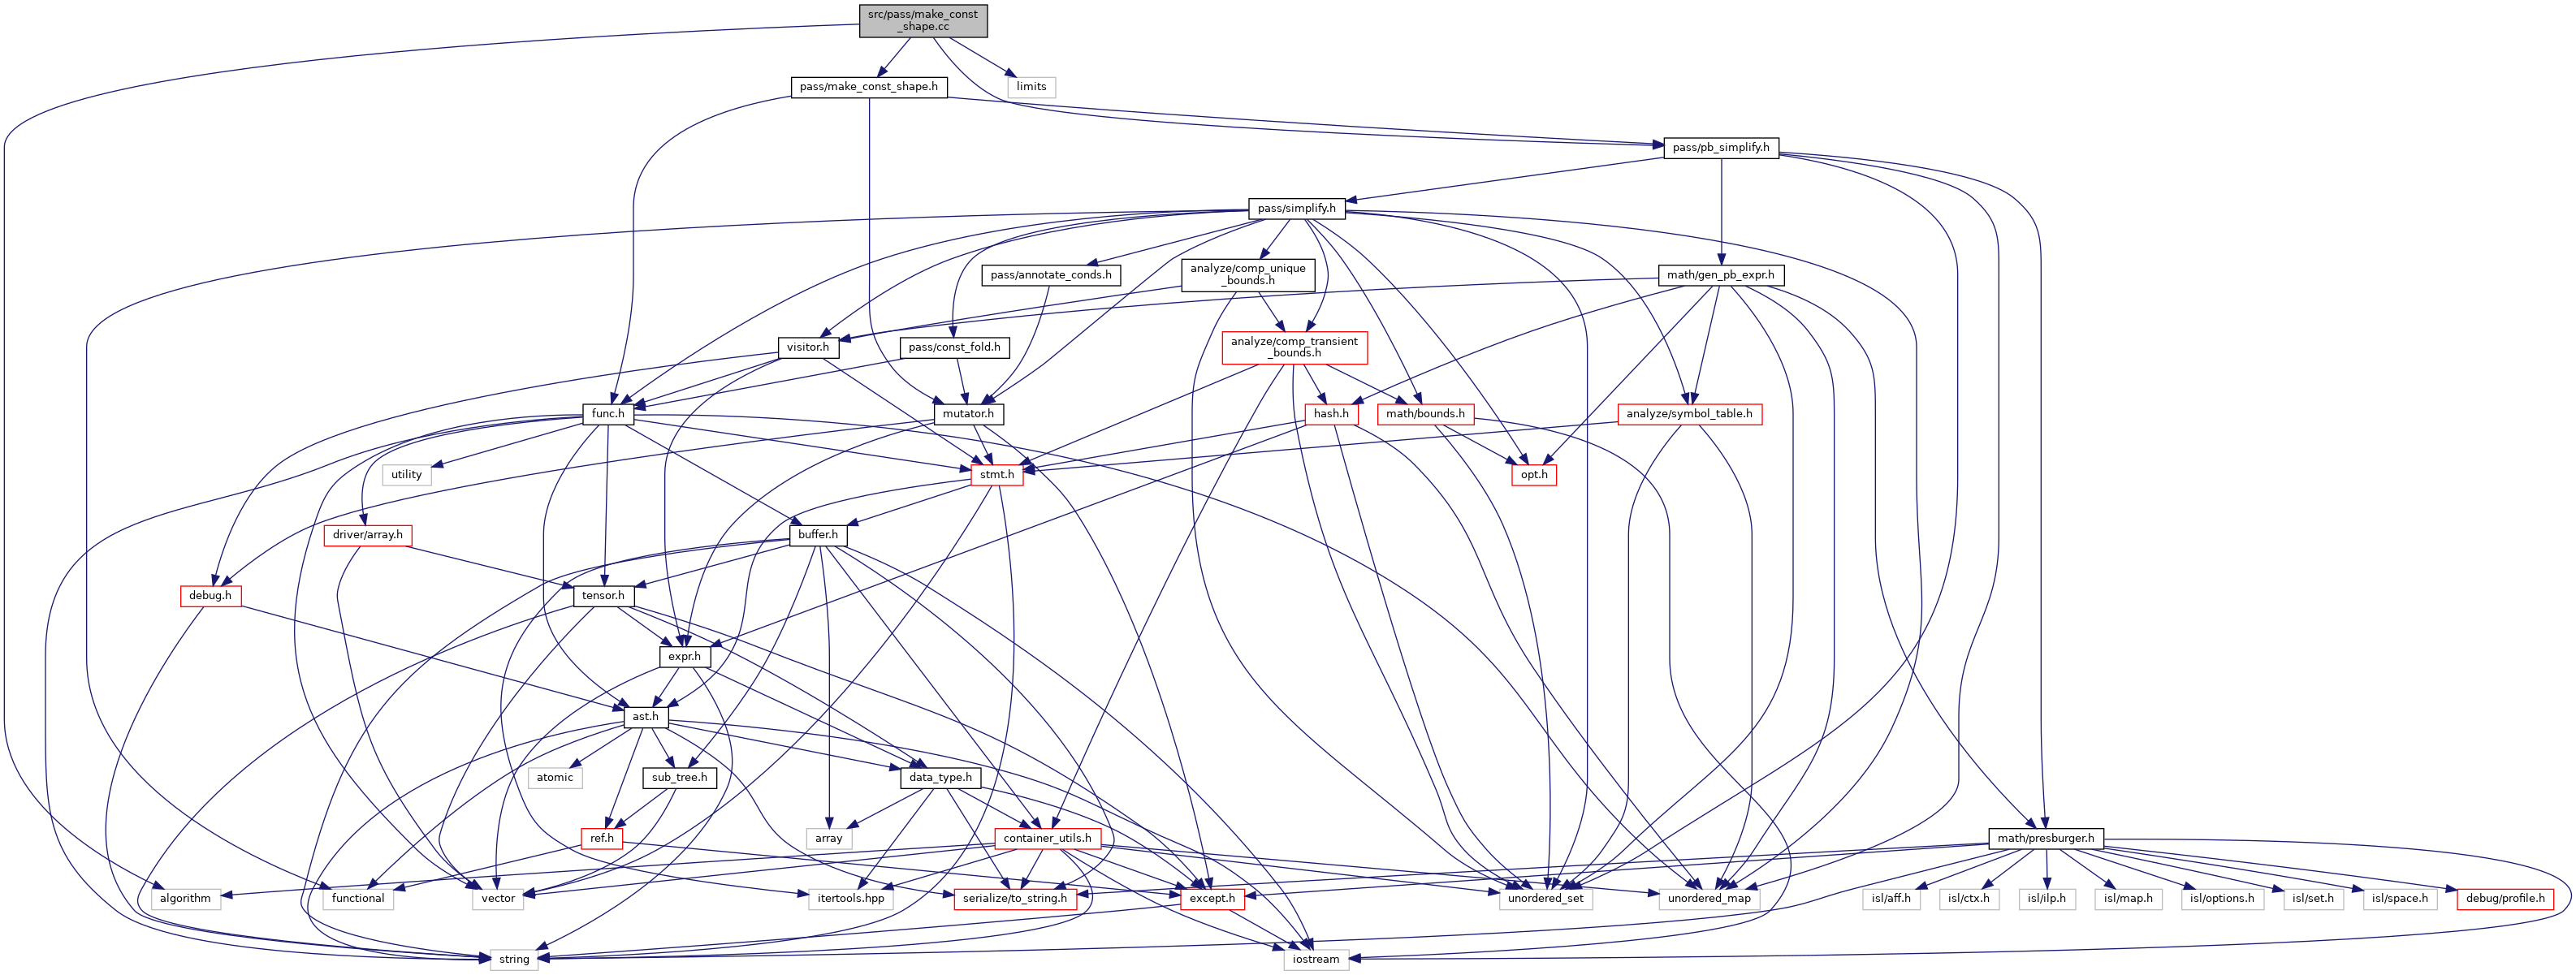 src/pass/make_const
_shape.cc
pass/make_const_shape.h
limits
pass/pb_simplify.h
pass/simplify.h
pass/annotate_conds.h
analyze/comp_unique
_bounds.h
math/gen_pb_expr.h
visitor.h
pass/const_fold.h
analyze/comp_transient
_bounds.h
func.h
mutator.h
hash.h
math/bounds.h
analyze/symbol_table.h
utility
stmt.h
opt.h
driver/array.h
buffer.h
debug.h
tensor.h
expr.h
ast.h
atomic
sub_tree.h
data_type.h
ref.h
array
container_utils.h
math/presburger.h
algorithm
functional
vector
itertools.hpp
serialize/to_string.h
except.h
unordered_set
unordered_map
isl/aff.h
isl/ctx.h
isl/ilp.h
isl/map.h
isl/options.h
isl/set.h
isl/space.h
debug/profile.h
string
iostream